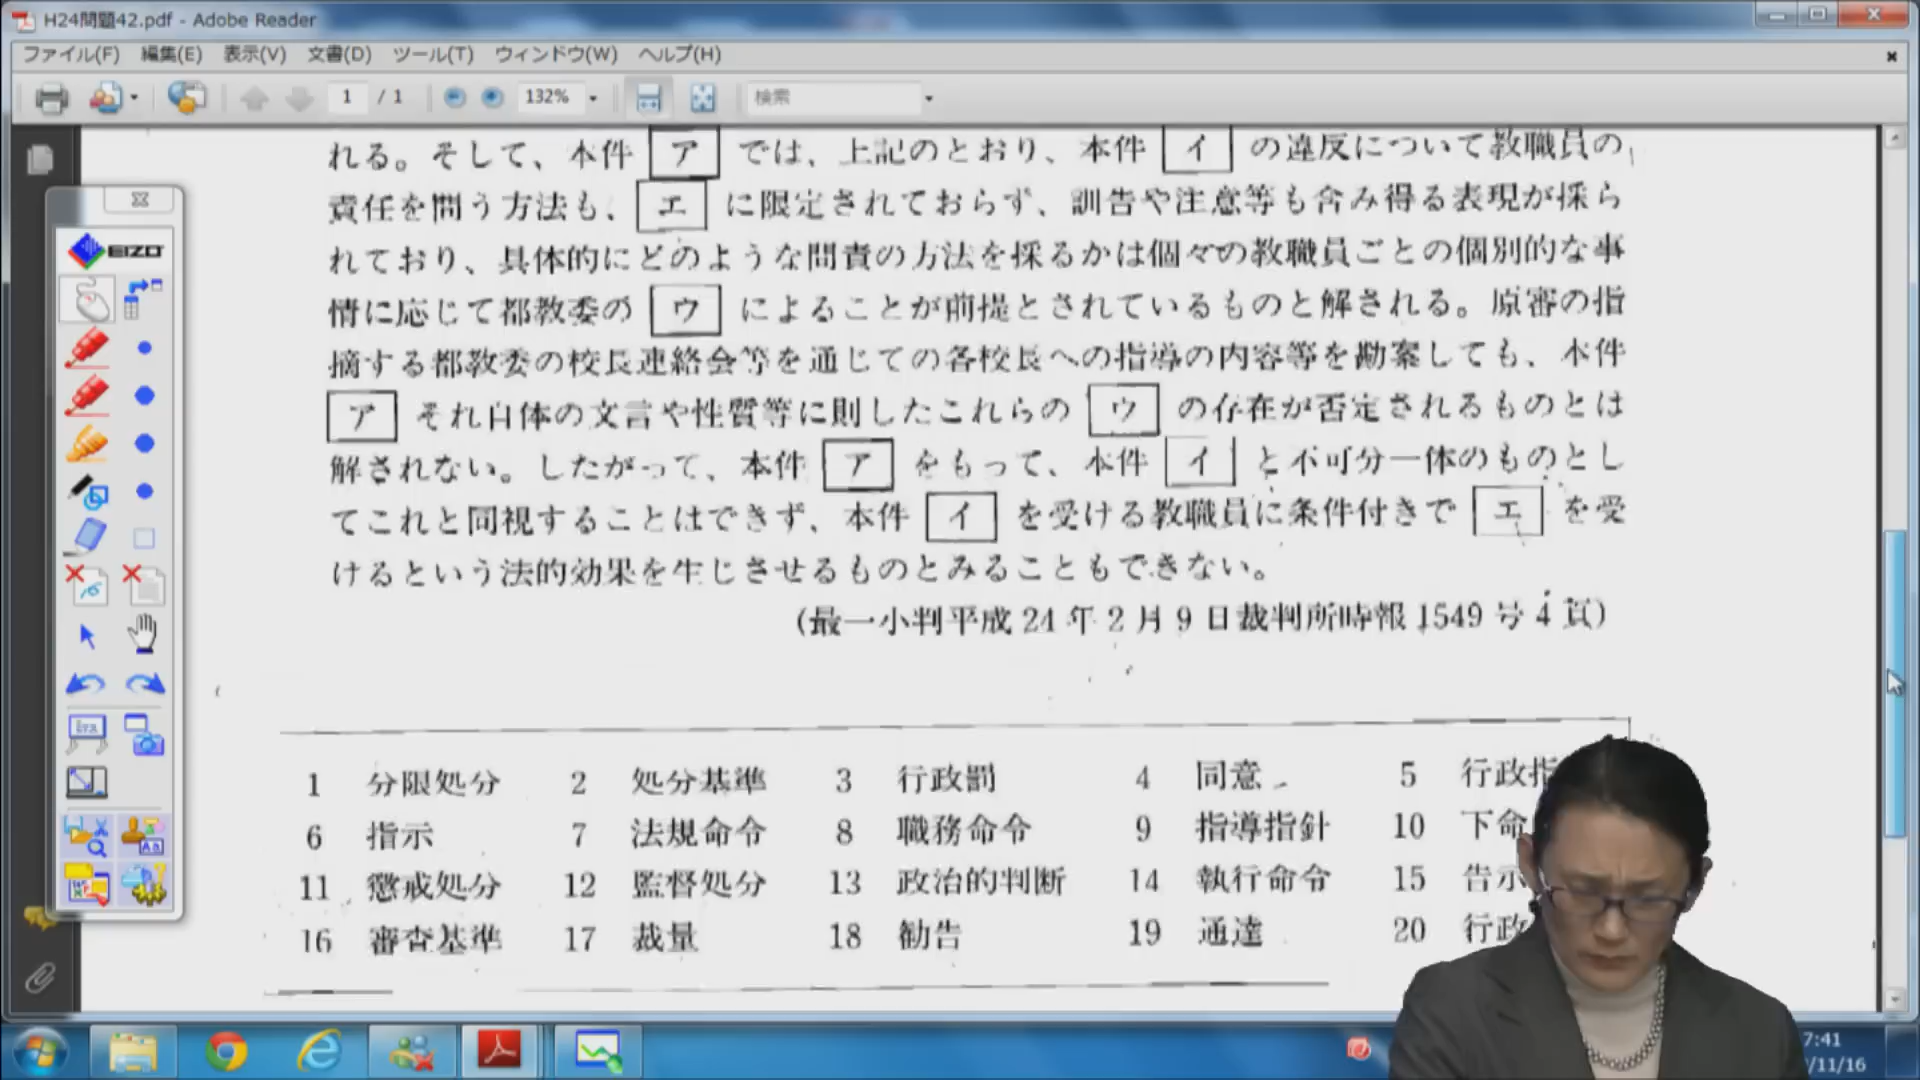 H24問題42.pdf - Adobe Reader
ファイル(F) 編集(E) 表示(V) 文書(D) ツール(T) ウィンドウ(W) ヘルプ(H)
1 / 1 132% 検索
れる。そして、本件 ア では、上記のとおり、本件 イ の違反について教職員の
責任を問う方法も、 エ に限定されておらず、訓告や注意等も含み得る表現が採ら
れており、具体的にどのような問責の方法を採るかは個々の教職員ごとの個別的な事
情に応じて都教委の ウ によることが前提とされているものと解される。原審の指
摘する都教委の校長連絡会等を通じての各校長への指導の内容等を勘案しても、本件
ア それ自体の文言や性質等に則したこれらの ウ の存在が否定されるものとは
解されない。したがって、本件 ア をもって、本件 イ と不可分一体のものとし
てこれと同視することはできず、本件 イ を受ける教職員に条件付きで エ を受
けるという法的効果を生じさせるものとみることもできない。
(最一小判平成 24 年 2 月 9 日裁判所時報 1549 号 4 頁)
1 分限処分 2 処分基準 3 行政罰 4 同意 5 行政指
6 指示 7 法規命令 8 職務命令 9 指導指針 10 下命
11 懲戒処分 12 監督処分 13 政治的判断 14 執行命令 15 告示
16 審査基準 17 裁量 18 勧告 19 通達 20 行政
EIZO
7:41
/11/16